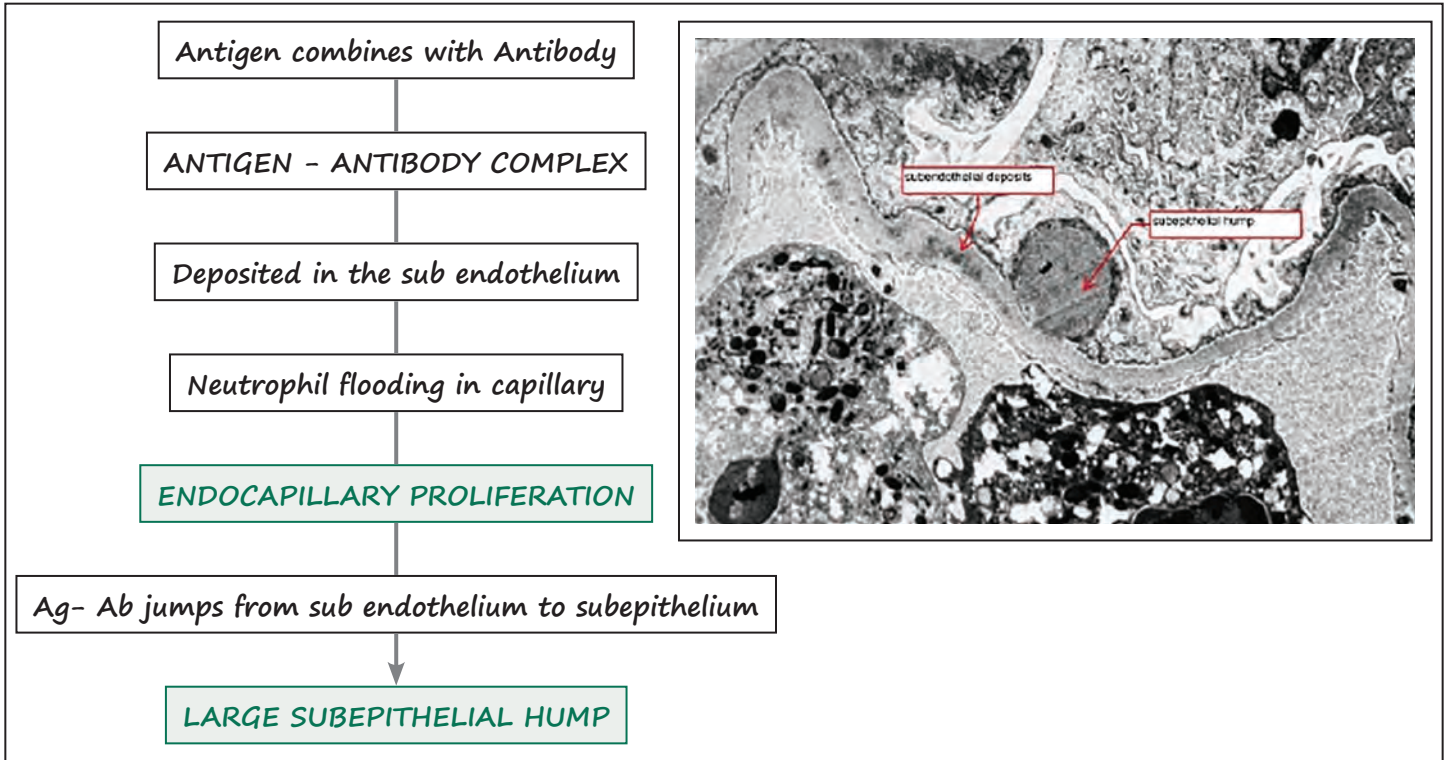 Antigen combines with Antibody
ANTIGEN - ANTIBODY COMPLEX
Deposited in the sub endothelium
Neutrophil flooding in capillary
ENDOCAPILLARY PROLIFERATION
Ag- Ab jumps from sub endothelium to subepithelium
LARGE SUBEPITHELIAL HUMP
subendothelial deposits
subepithelial hump